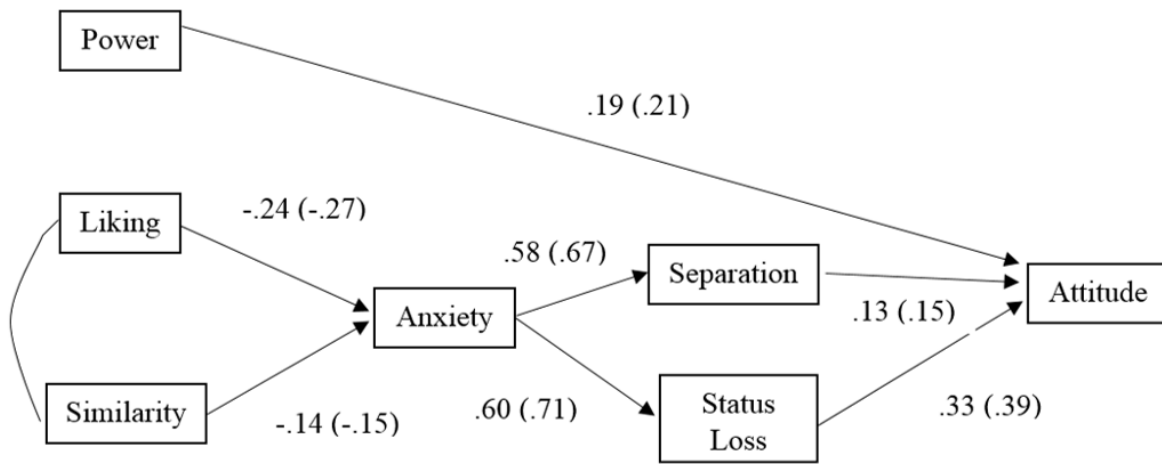 Power
.19 (.21)
Liking
-.24 (-.27)
.58 (.67)
Separation
Attitude
Anxiety
.13 (.15)
Similarity
-.14 (-.15)
.60 (.71)
Status
Loss
.33 (.39)